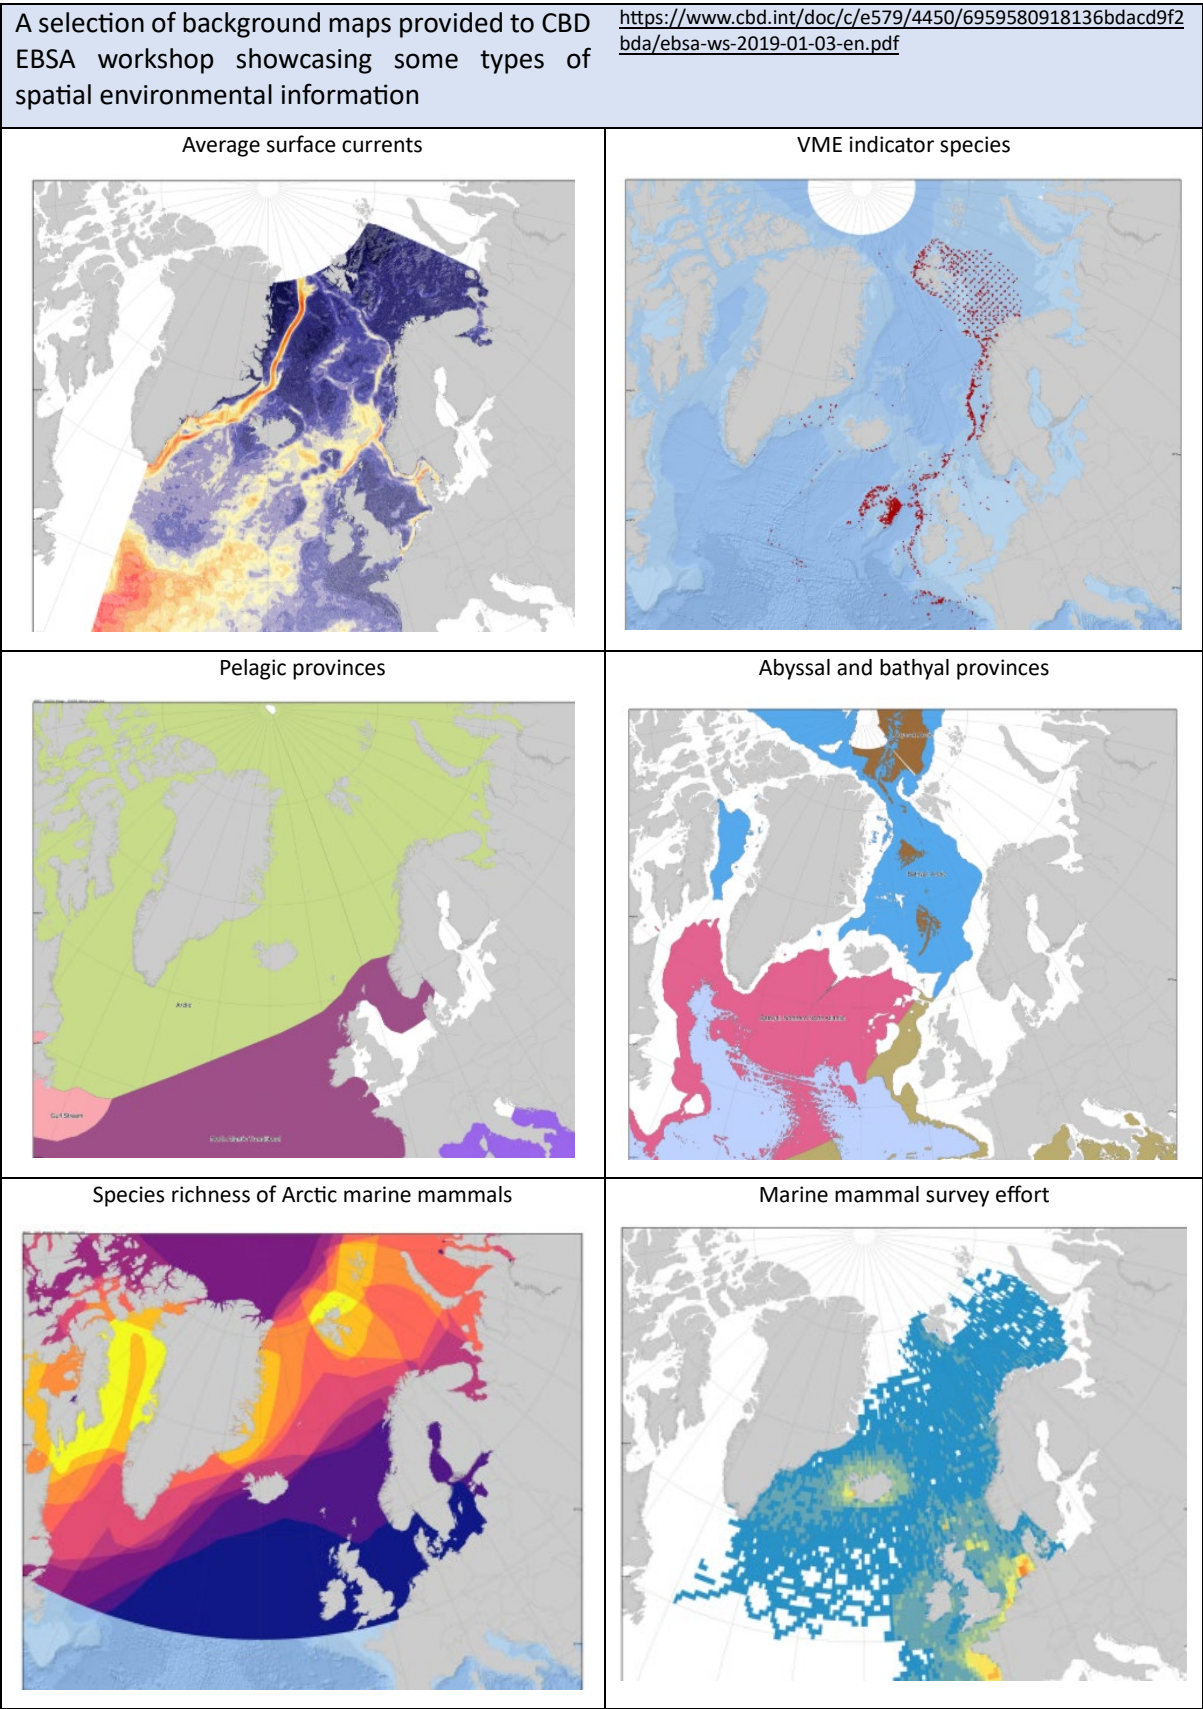 A selection of background maps provided to CBD
EBSA workshop showcasing some types of
spatial environmental information
https://www.cbd.int/doc/c/e579/4450/6959580918136bdacd9f2
bda/ebsa-ws-2019-01-03-en.pdf
Average surface currents
VME indicator species
Pelagic provinces
Abyssal and bathyal provinces
Arctic
Gulf Stream
Species richness of Arctic marine mammals
Marine mammal survey effort